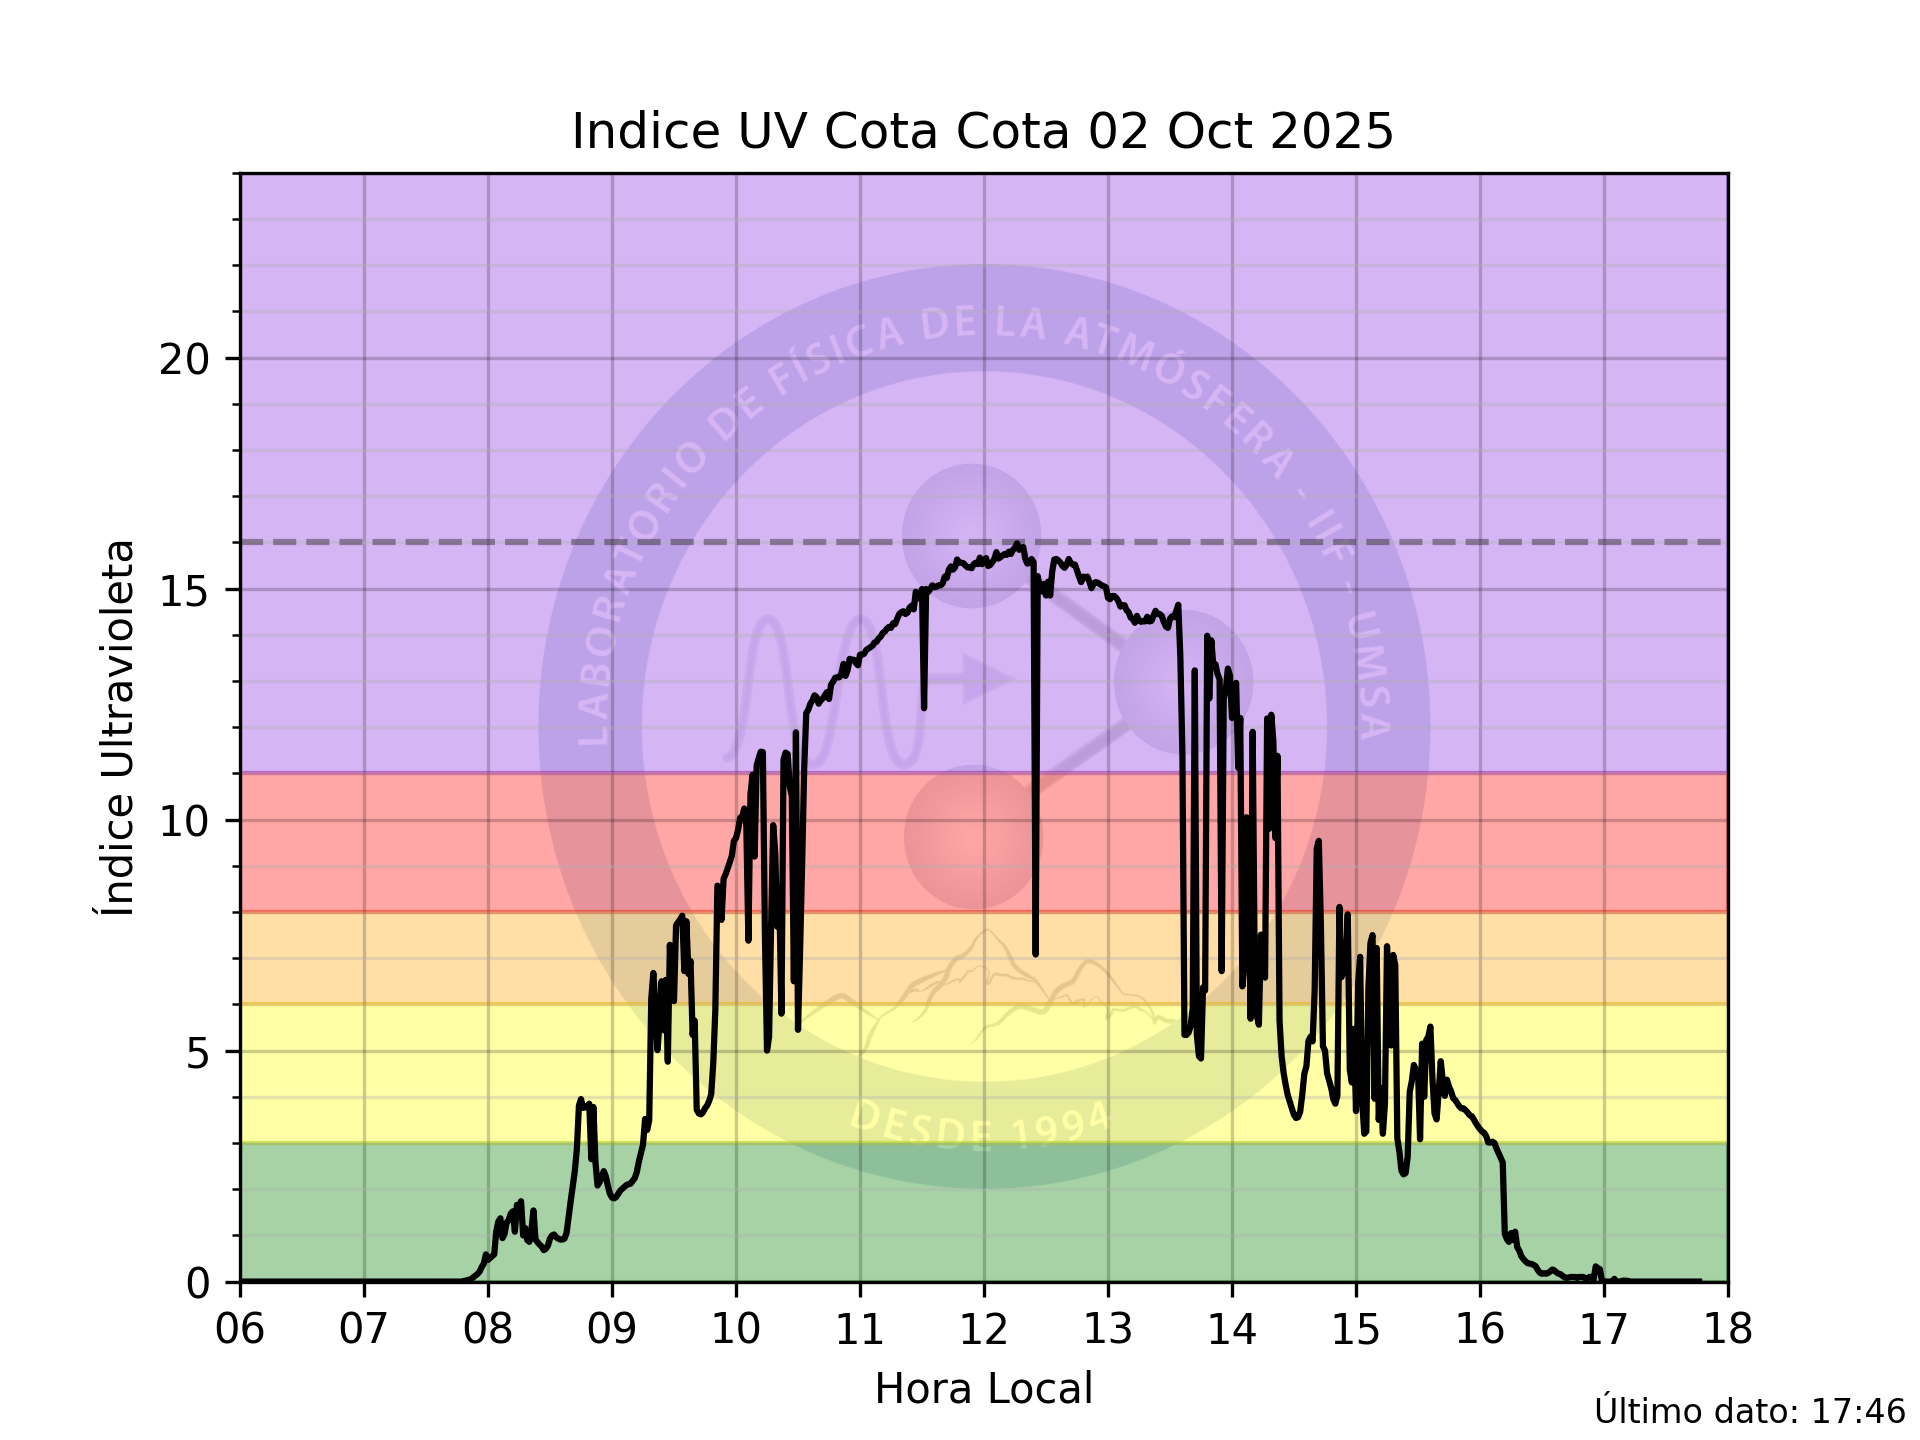 Indice UV Cota Cota 02 Oct 2025
LABORATORIO DE FÍSICA DE LA ATMÓSFERA - IIF - UMSA
DESDE 1994
Índice Ultravioleta
20
15
10
5
0
06 07 08 09 10 11 12 13 14 15 16 17 18
Hora Local
Último dato: 17:46